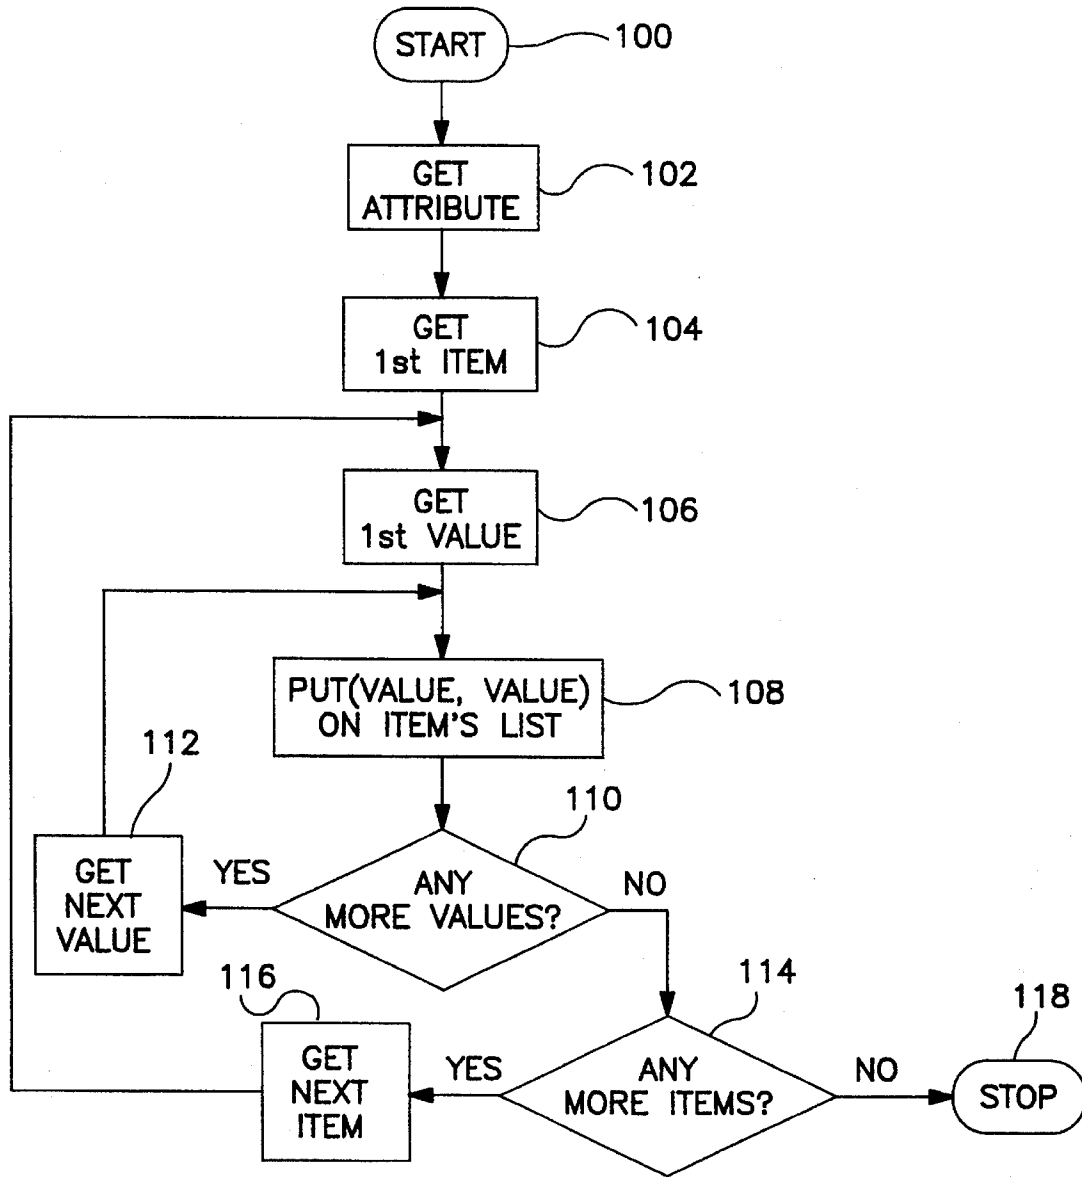 START
100
GET
ATTRIBUTE
102
GET
1st ITEM
104
GET
1st VALUE
106
PUT(VALUE, VALUE)
ON ITEM'S LIST
108
112
110
GET
NEXT
VALUE
YES
ANY
MORE VALUES?
NO
116
114
118
GET
NEXT
ITEM
YES
ANY
MORE ITEMS?
NO
STOP